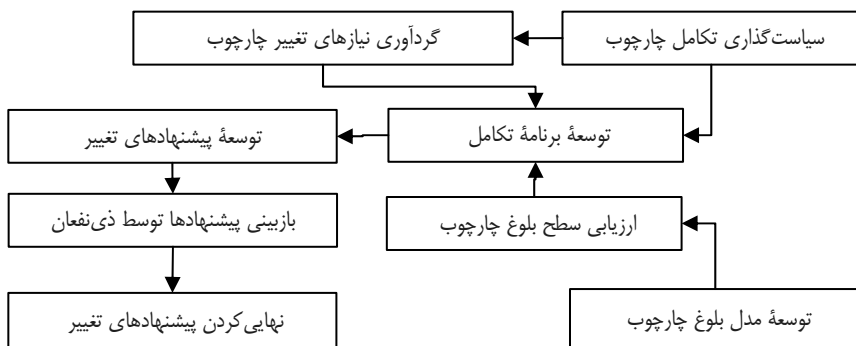 سیاست‌گذاری تکامل چارچوب
گردآوری نیازهای تغییر چارچوب
توسعهٔ برنامهٔ تکامل
توسعهٔ پیشنهادهای تغییر
ارزیابی سطح بلوغ چارچوب
بازبینی پیشنهادها توسط ذی‌نفعان
توسعهٔ مدل بلوغ چارچوب
نهایی‌کردن پیشنهادهای تغییر